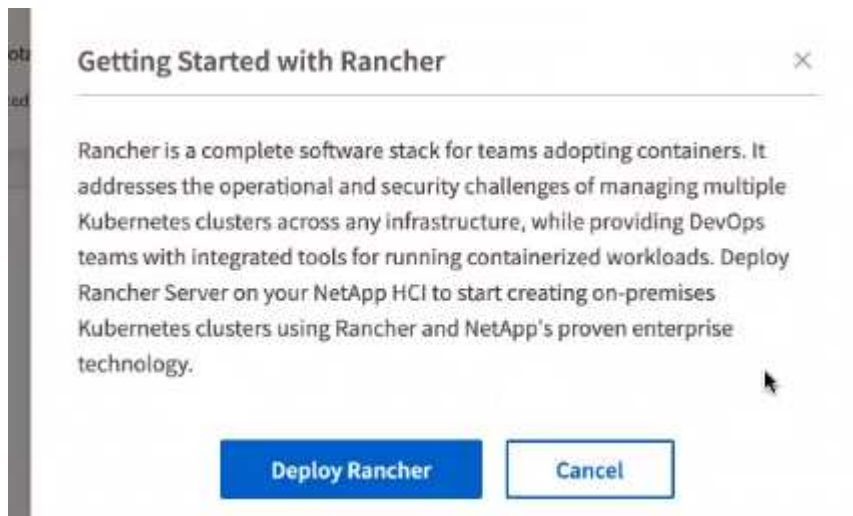 Getting Started with Rancher
Rancher is a complete software stack for teams adopting containers. It
addresses the operational and security challenges of managing multiple
Kubernetes clusters across any infrastructure, while providing DevOps
teams with integrated tools for running containerized workloads. Deploy
Rancher Server on your NetApp HCI to start creating on-premises
Kubernetes clusters using Rancher and NetApp's proven enterprise
technology.
Deploy Rancher
Cancel